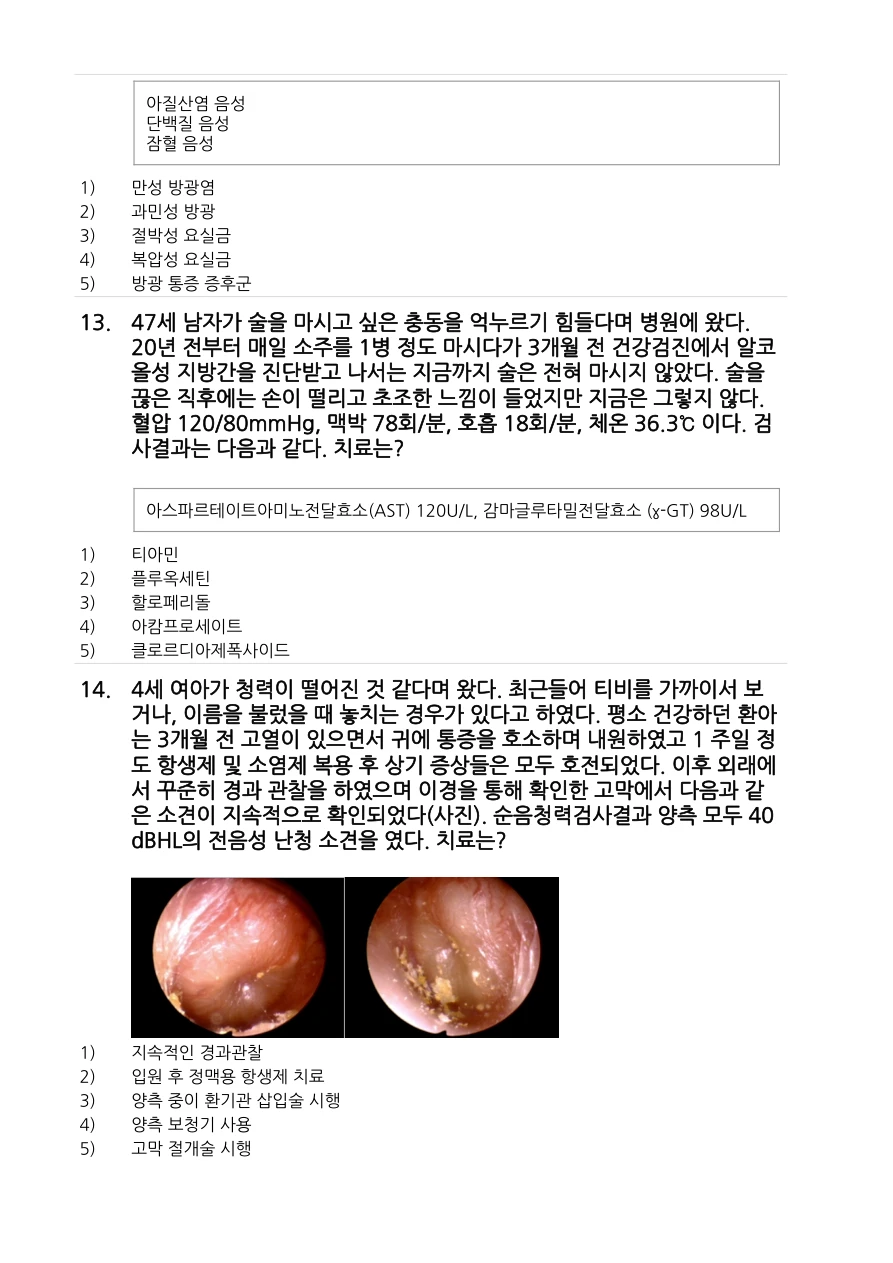 아질산염 음성
단백질 음성
잠혈 음성
1) 만성 방광염
2) 과민성 방광
3) 절박성 요실금
4) 복압성 요실금
5) 방광 통증 증후군
13. 47세 남자가 술을 마시고 싶은 충동을 억누르기 힘들다며 병원에 왔다.
20년 전부터 매일 소주를 1병 정도 마시다가 3개월 전 건강검진에서 알코
올성 지방간을 진단받고 나서는 지금까지 술은 전혀 마시지 않았다. 술을
끊은 직후에는 손이 떨리고 초조한 느낌이 들었지만 지금은 그렇지 않다.
혈압 120/80mmHg, 맥박 78회/분, 호흡 18회/분, 체온 36.3℃ 이다. 검
사결과는 다음과 같다. 치료는?
아스파르테이트아미노전달효소(AST) 120U/L, 감마글루타밀전달효소 (ɣ-GT) 98U/L
1) 티아민
2) 플루옥세틴
3) 할로페리돌
4) 아캄프로세이트
5) 클로르디아제폭사이드
14. 4세 여아가 청력이 떨어진 것 같다며 왔다. 최근들어 티비를 가까이서 보
거나, 이름을 불렀을 때 놓치는 경우가 있다고 하였다. 평소 건강하던 환아
는 3개월 전 고열이 있으면서 귀에 통증을 호소하며 내원하였고 1 주일 정
도 항생제 및 소염제 복용 후 상기 증상들은 모두 호전되었다. 이후 외래에
서 꾸준히 경과 관찰을 하였으며 이경을 통해 확인한 고막에서 다음과 같
은 소견이 지속적으로 확인되었다(사진). 순음청력검사결과 양측 모두 40
dBHL의 전음성 난청 소견을 였다. 치료는?
1) 지속적인 경과관찰
2) 입원 후 정맥용 항생제 치료
3) 양측 중이 환기관 삽입술 시행
4) 양측 보청기 사용
5) 고막 절개술 시행